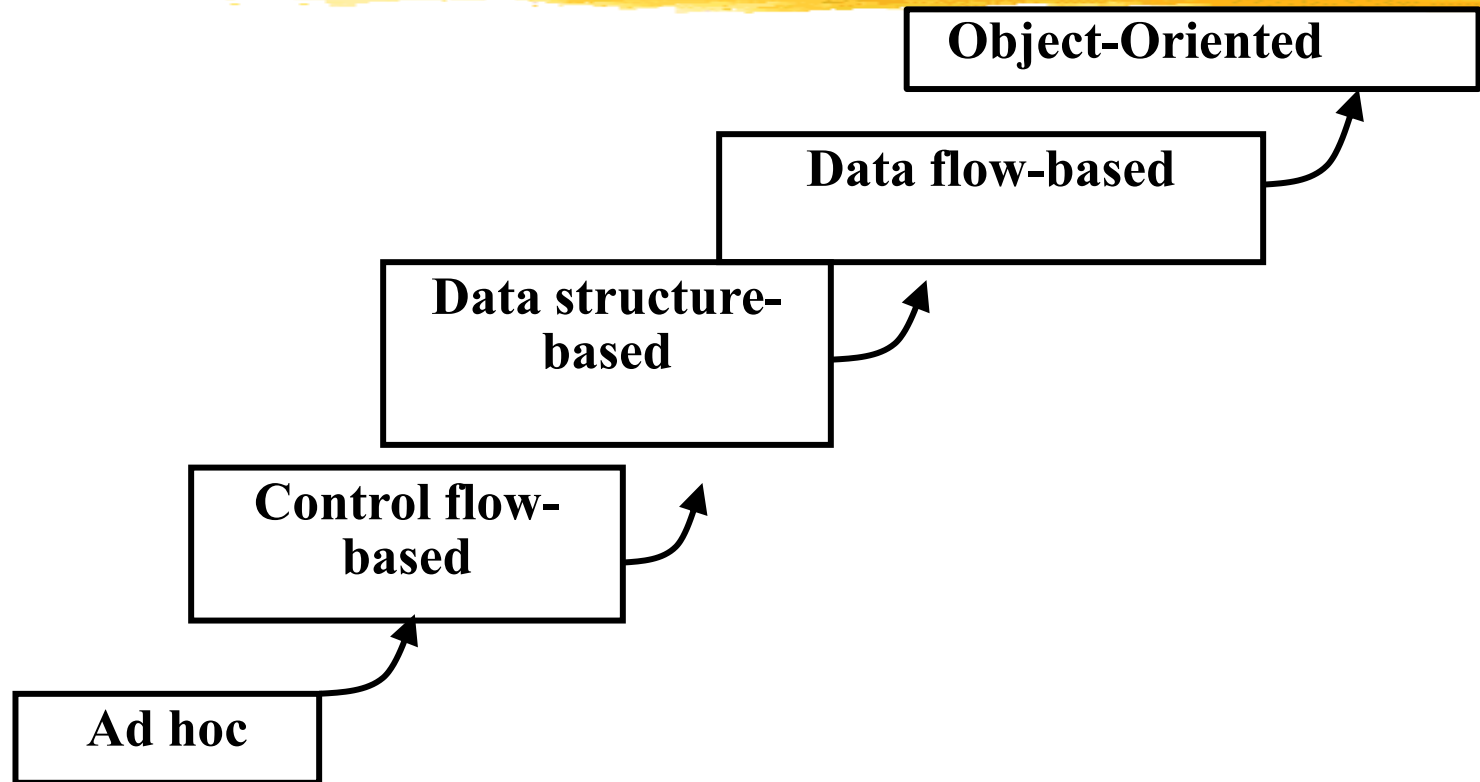 Object-Oriented
Data flow-based
Data structure-
based
Control flow-
based
Ad hoc